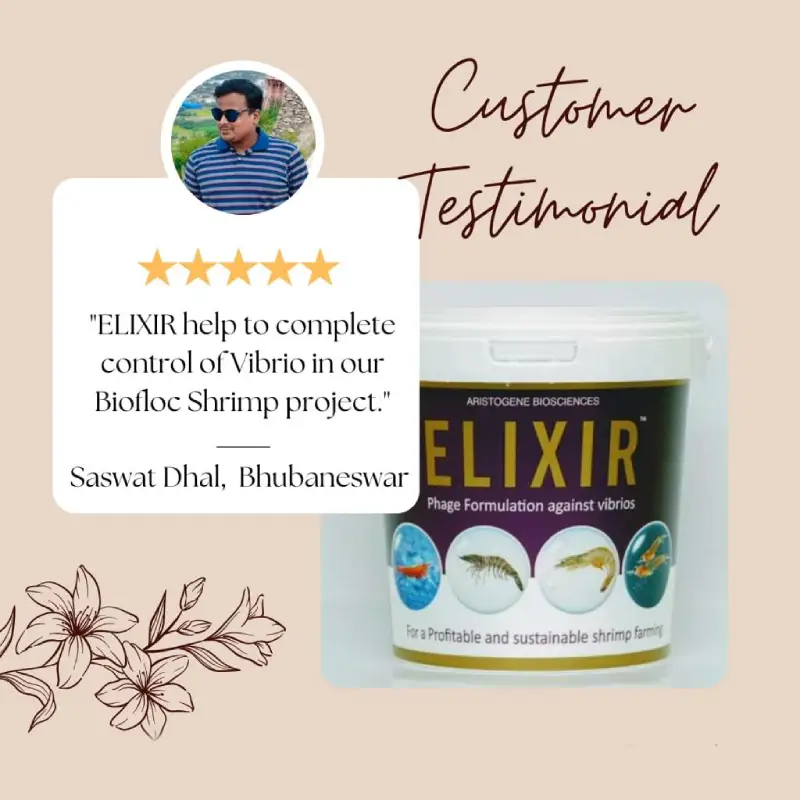 Customer
Testimonial
"ELIXIR help to complete
control of Vibrio in our
Biofloc Shrimp project."
Saswat Dhal, Bhubaneswar
ARISTOGENE BIOSCIENCES
ELIXIR™
Phage Formulation against vibrios
For a Profitable and sustainable shrimp farming